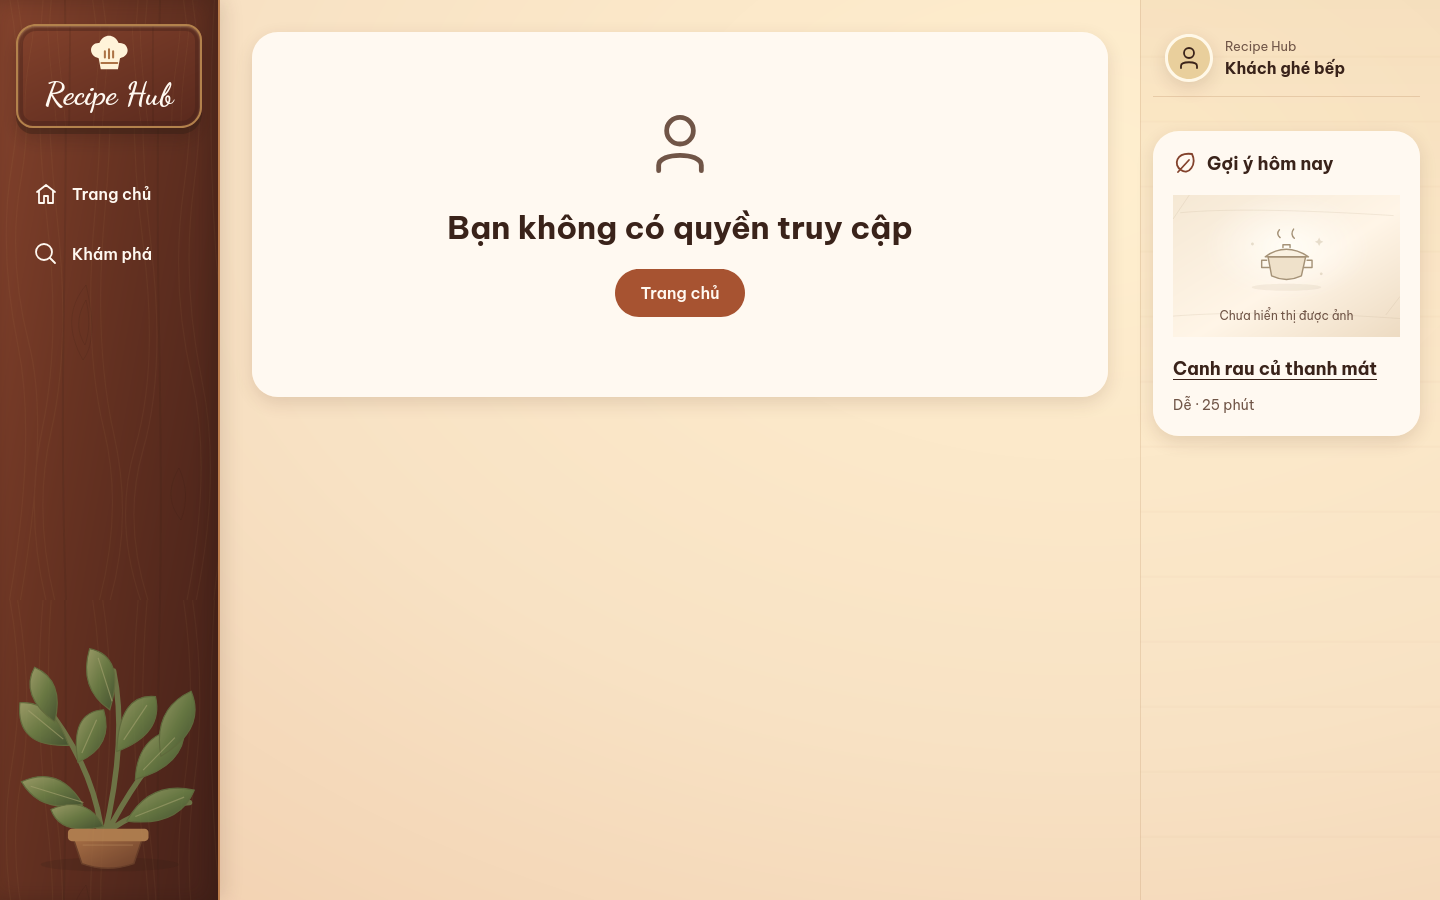 Recipe Hub
Trang chủ
Khám phá
Bạn không có quyền truy cập
Trang chủ
Recipe Hub
Khách ghé bếp
Gợi ý hôm nay
Chưa hiển thị được ảnh
Canh rau củ thanh mát
Dễ · 25 phút